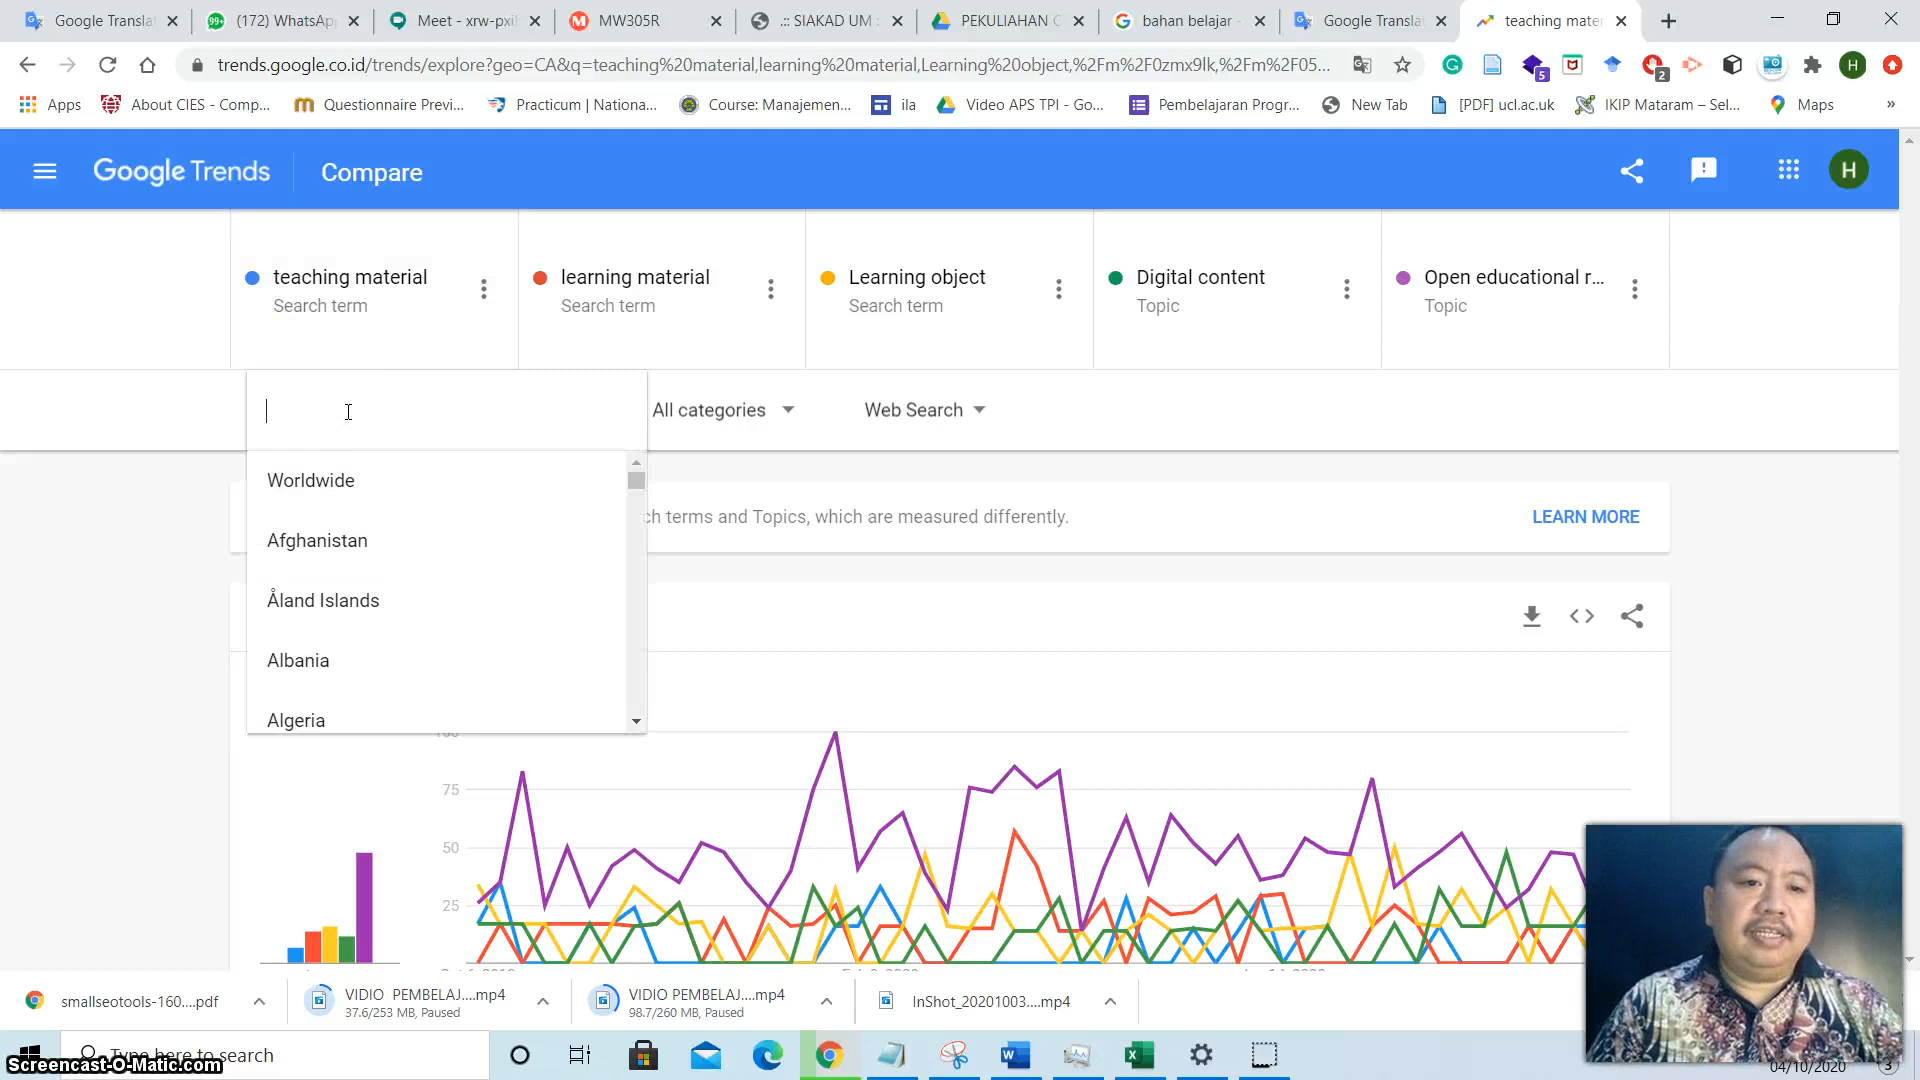 Google Transla
(172) WhatsApp
Meet - xrw-pxi
MW305R
.:: SIAKAD UM :
PEKULIAHAN
bahan belajar -
Google Transla
teaching mater
trends.google.co.id/trends/explore?geo=CA&q=teaching%20material,learning%20material,Learning%20object,%2Fm%2F0zmx9lk,%2Fm%2F05...
5
2
H
Apps
About CIES - Comp...
Questionnaire Previ...
Practicum | Nationa...
Course: Manajemen...
ila
Video APS TPI - Go...
Pembelajaran Progr...
New Tab
[PDF] ucl.ac.uk
IKIP Mataram – Sel...
Maps
»
Google Trends
Compare
H
teaching material
Search term
learning material
Search term
Learning object
Search term
Digital content
Topic
Open educational r...
Topic
All categories
Web Search
Worldwide
Afghanistan
Åland Islands
Albania
Algeria
ch terms and Topics, which are measured differently.
LEARN MORE
100
75
50
25
smallseotools-160....pdf
VIDIO PEMBELAJ....mp4
37.6/253 MB, Paused
VIDIO PEMBELAJ....mp4
98.7/260 MB, Paused
InShot_20201003....mp4
Type here to search
Screencast-O-Matic.com
04/10/2020
3